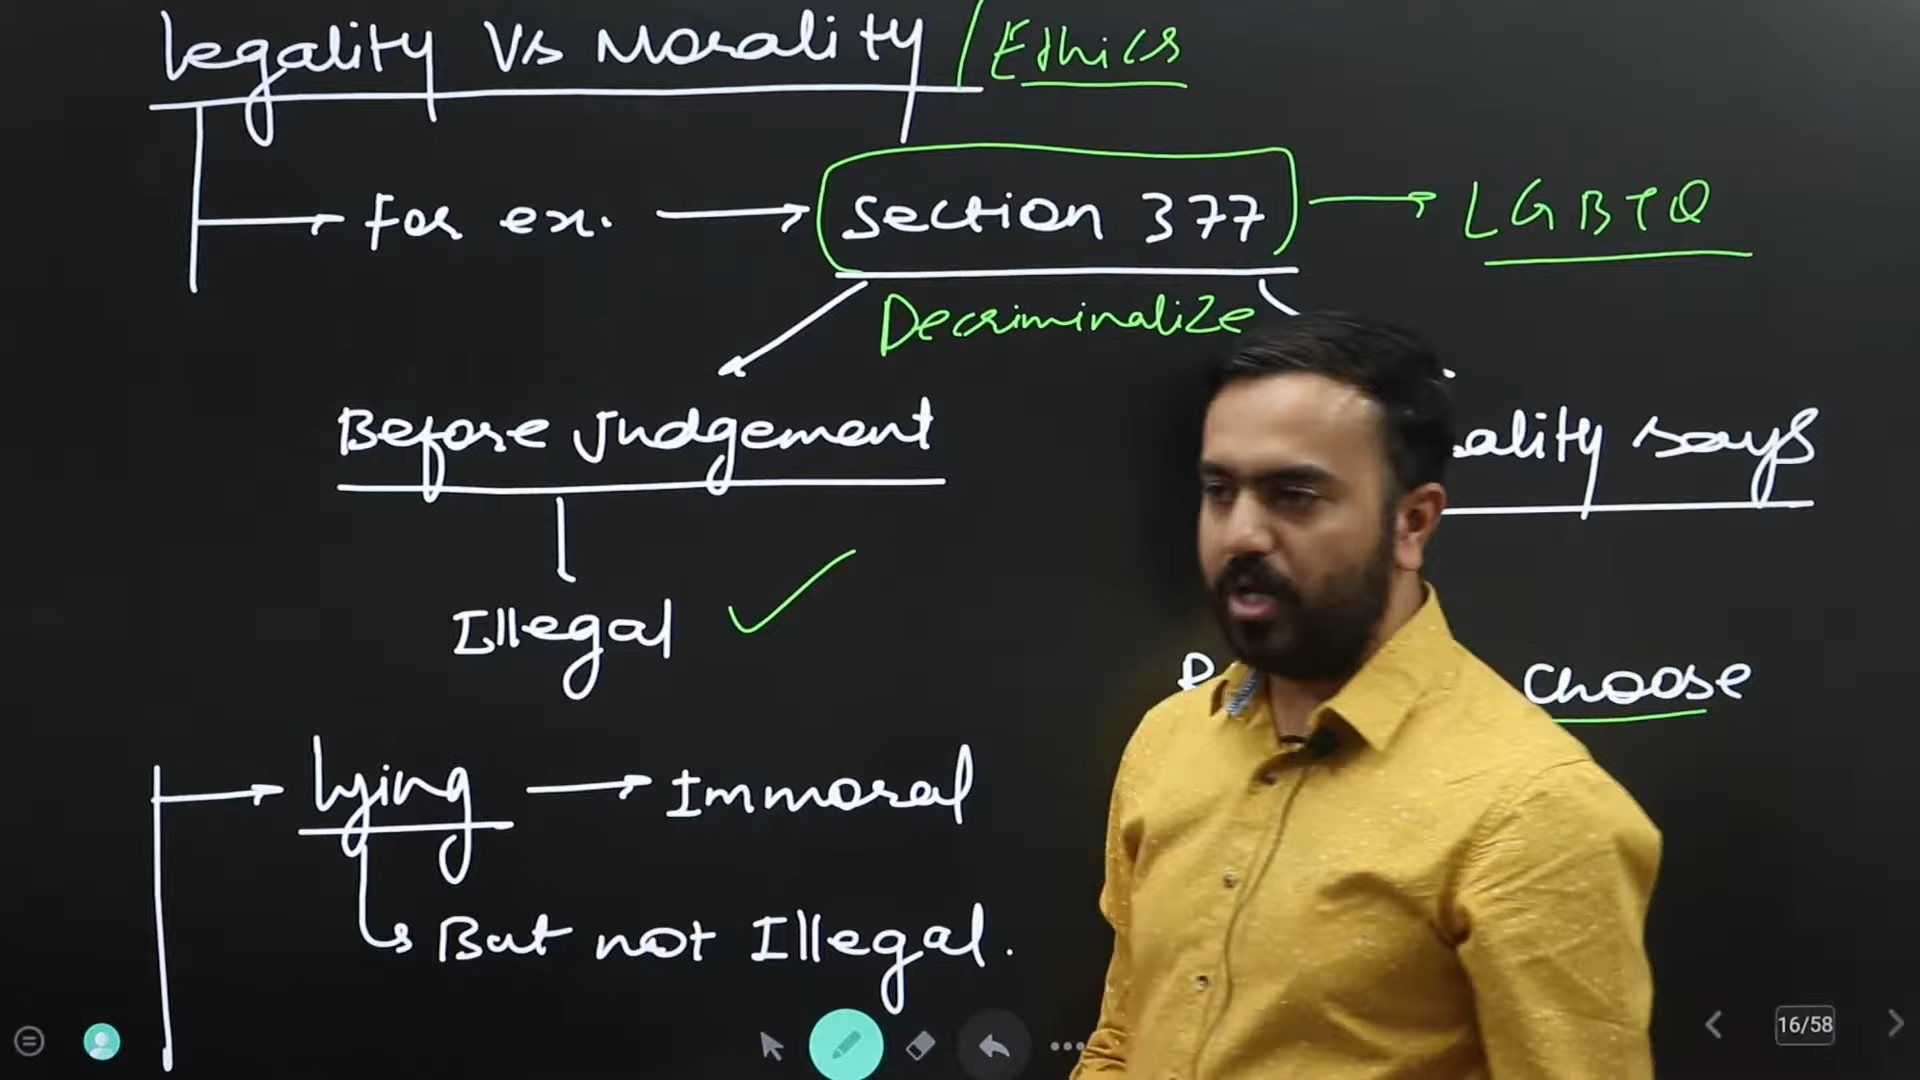 legality Vs Morality / Ethics
for ex. → Section 377 → LGBTQ
Decriminalize
Before Judgement
ality says
Illegal ✓
choose
lying → Immoral
But not Illegal.
16/58